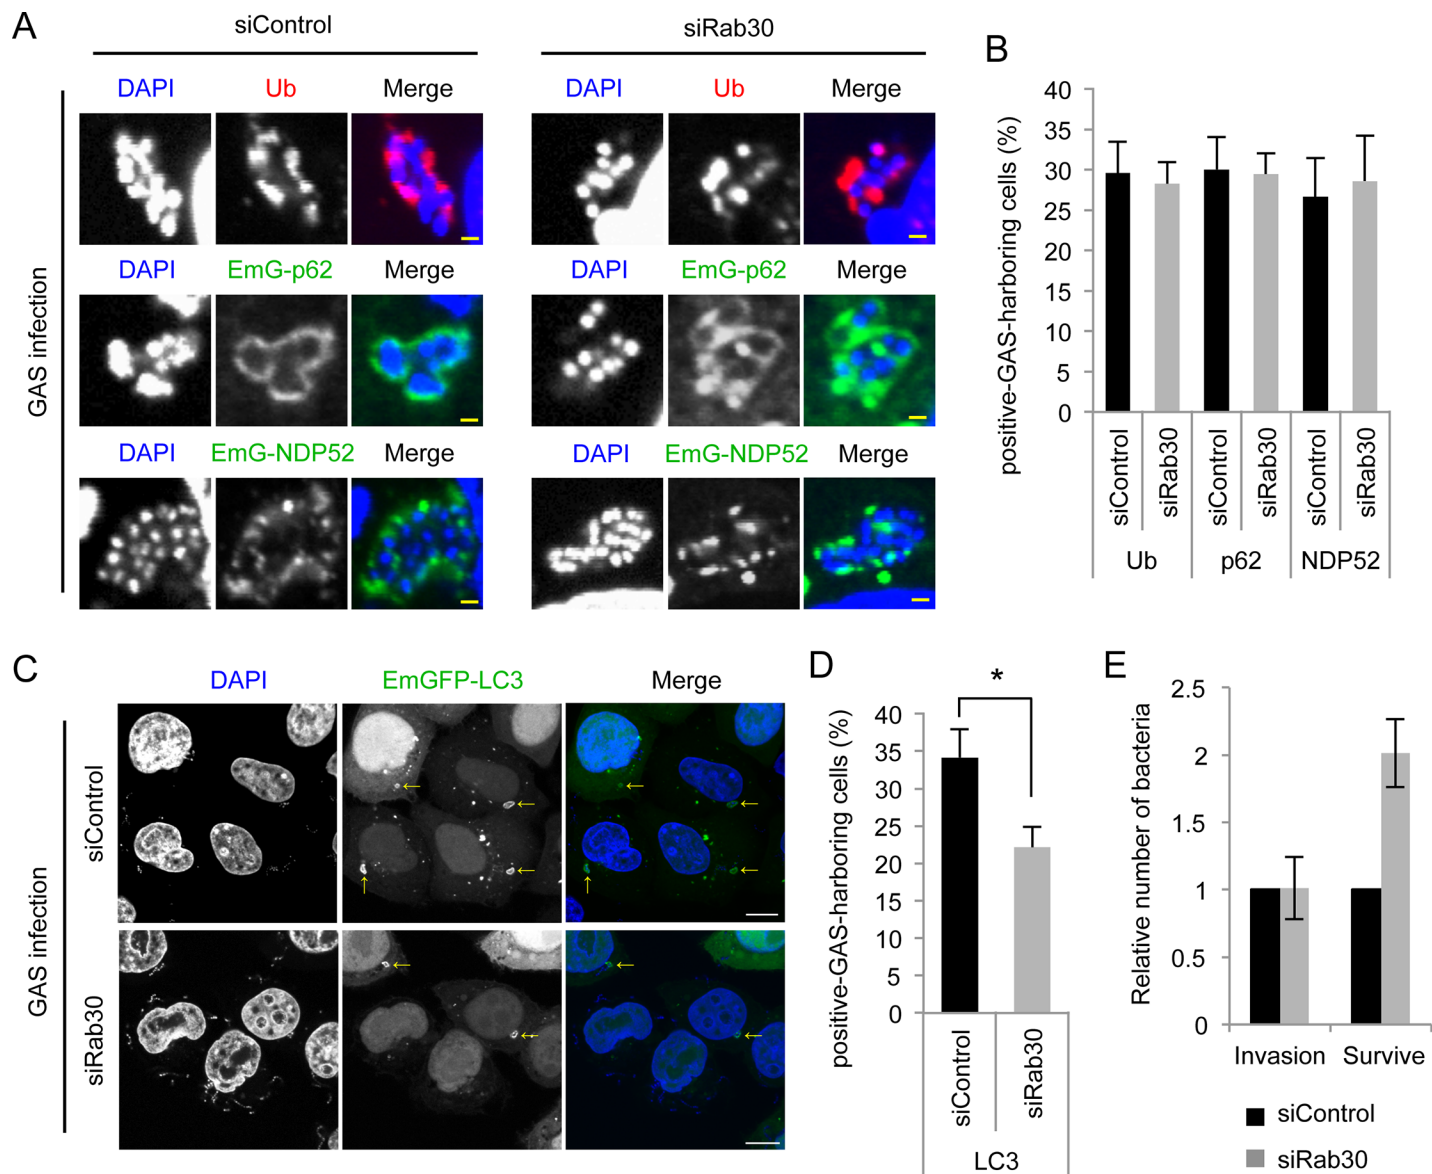 A
siControl
siRab30
DAPI Ub Merge
DAPI Ub Merge
DAPI EmG-p62 Merge
DAPI EmG-p62 Merge
DAPI EmG-NDP52 Merge
DAPI EmG-NDP52 Merge
GAS infection
B
positive-GAS-harboring cells (%)
40
35
30
25
20
15
10
5
0
siControl siRab30 siControl siRab30 siControl siRab30
Ub p62 NDP52
C
DAPI EmGFP-LC3 Merge
siControl
siRab30
GAS infection
D
*
positive-GAS-harboring cells (%)
40
35
30
25
20
15
10
5
0
siControl siRab30
LC3
E
Relative number of bacteria
2.5
2
1.5
1
0.5
0
Invasion Survive
siControl
siRab30